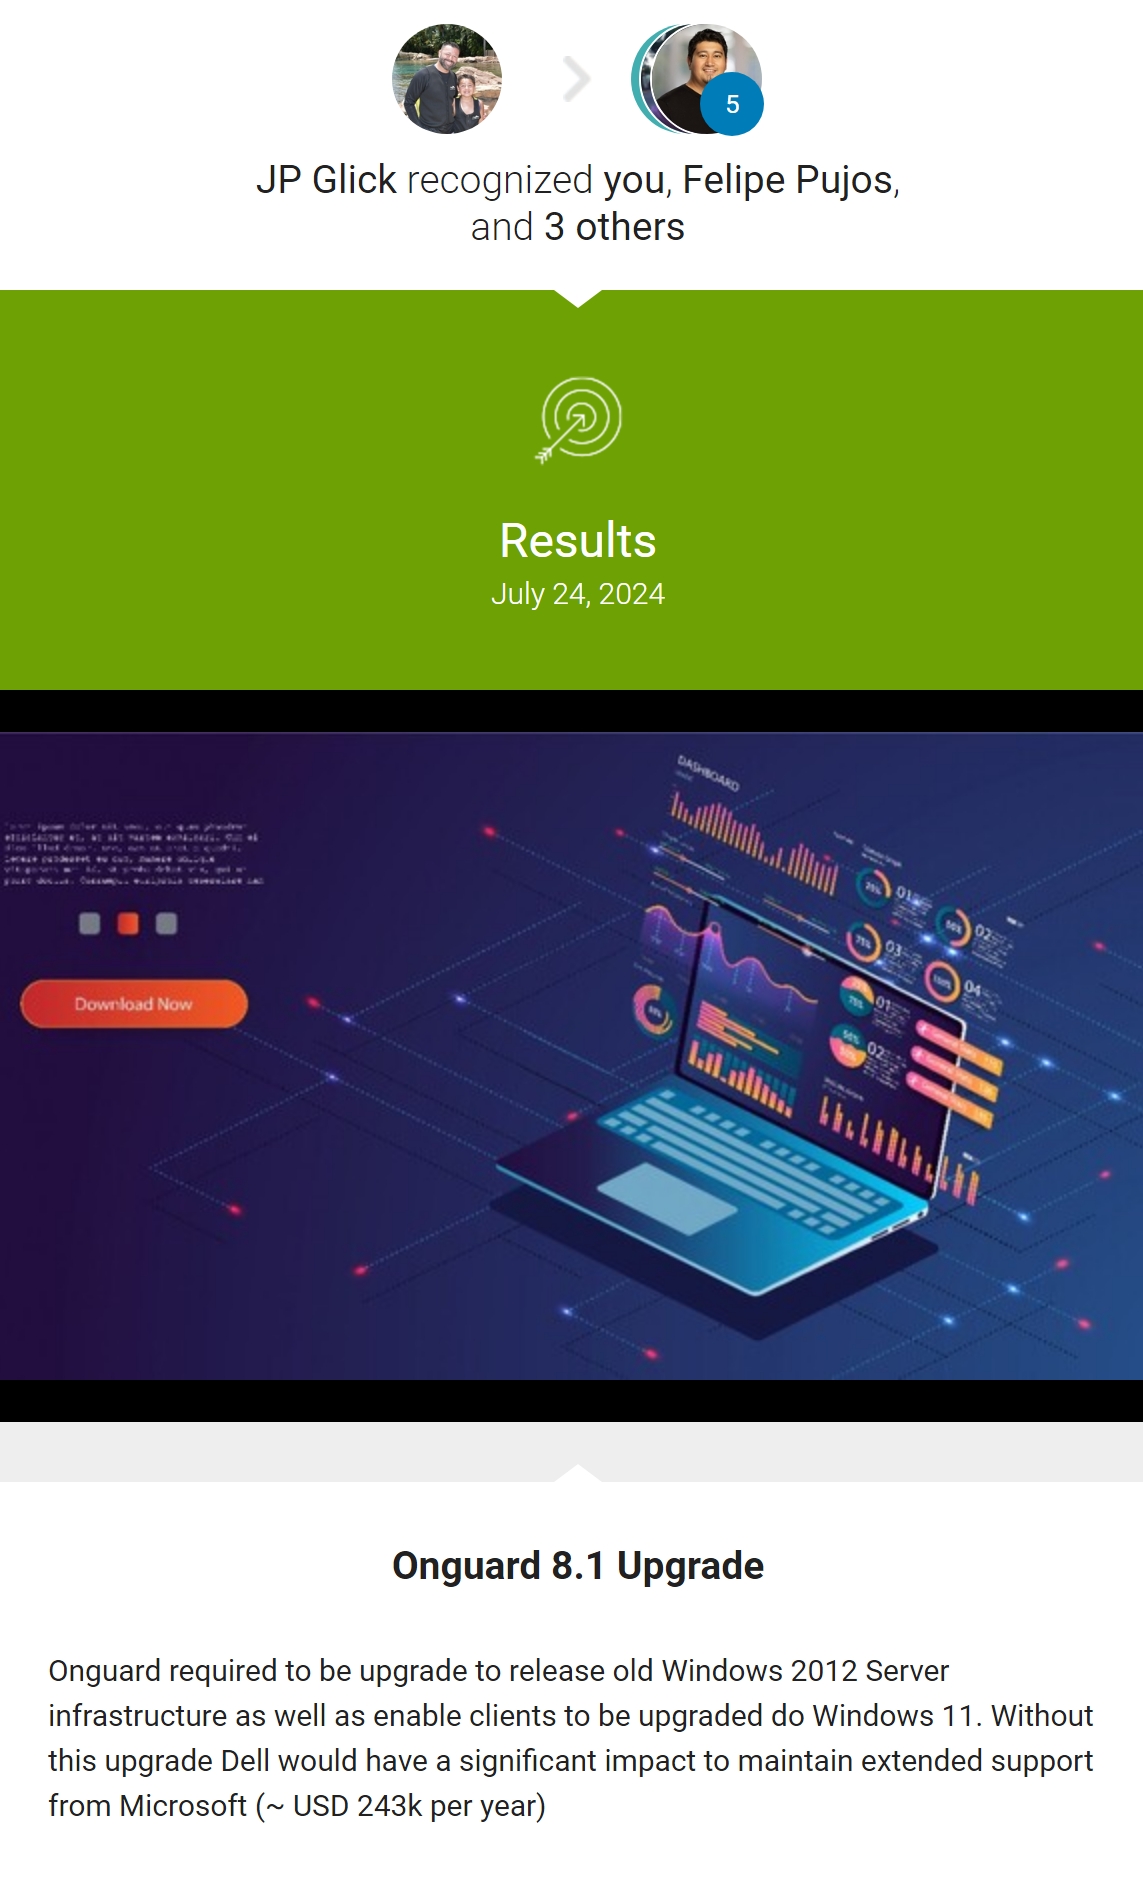 5
JP Glick recognized you, Felipe Pujos,
and 3 others
Results
July 24, 2024
DASHBOARD
Download Now
01
02
03
04
01
02
Onguard 8.1 Upgrade
Onguard required to be upgrade to release old Windows 2012 Server
infrastructure as well as enable clients to be upgraded do Windows 11. Without
this upgrade Dell would have a significant impact to maintain extended support
from Microsoft (~ USD 243k per year)